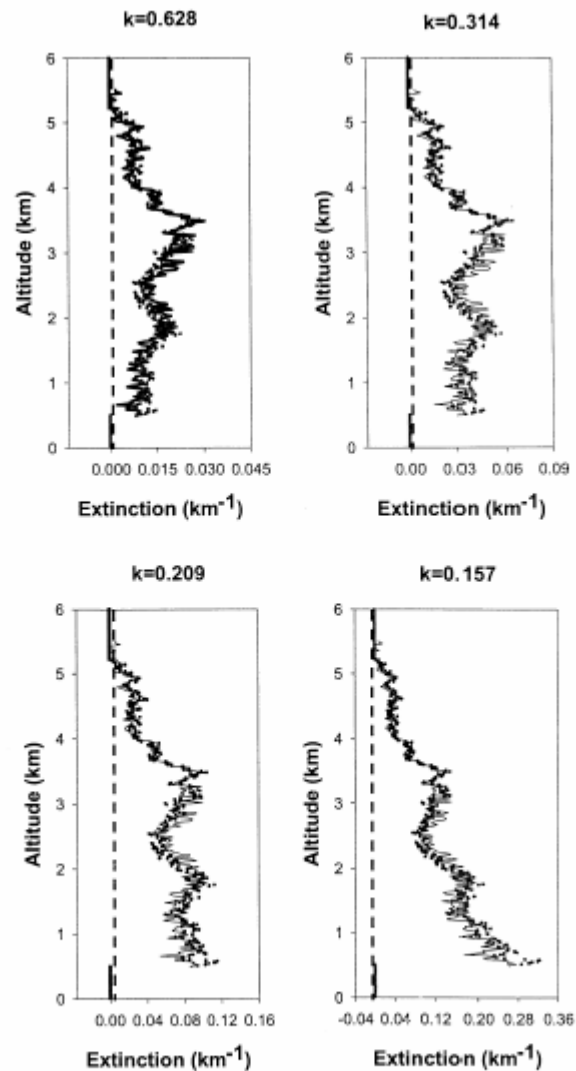 k=0.628
k=0.314
6
5
4
3
2
1
0
Altitude (km)
0.000 0.015 0.030 0.045
Extinction (km-1)
6
5
4
3
2
1
0
Altitude (km)
0.00 0.03 0.06 0.09
Extinction (km-1)
k=0.209
k=0.157
6
5
4
3
2
1
0
Altitude (km)
0.00 0.04 0.08 0.12 0.16
Extinction (km-1)
6
5
4
3
2
1
0
Altitude (km)
-0.04 0.04 0.12 0.20 0.28 0.36
Extinction (km-1)